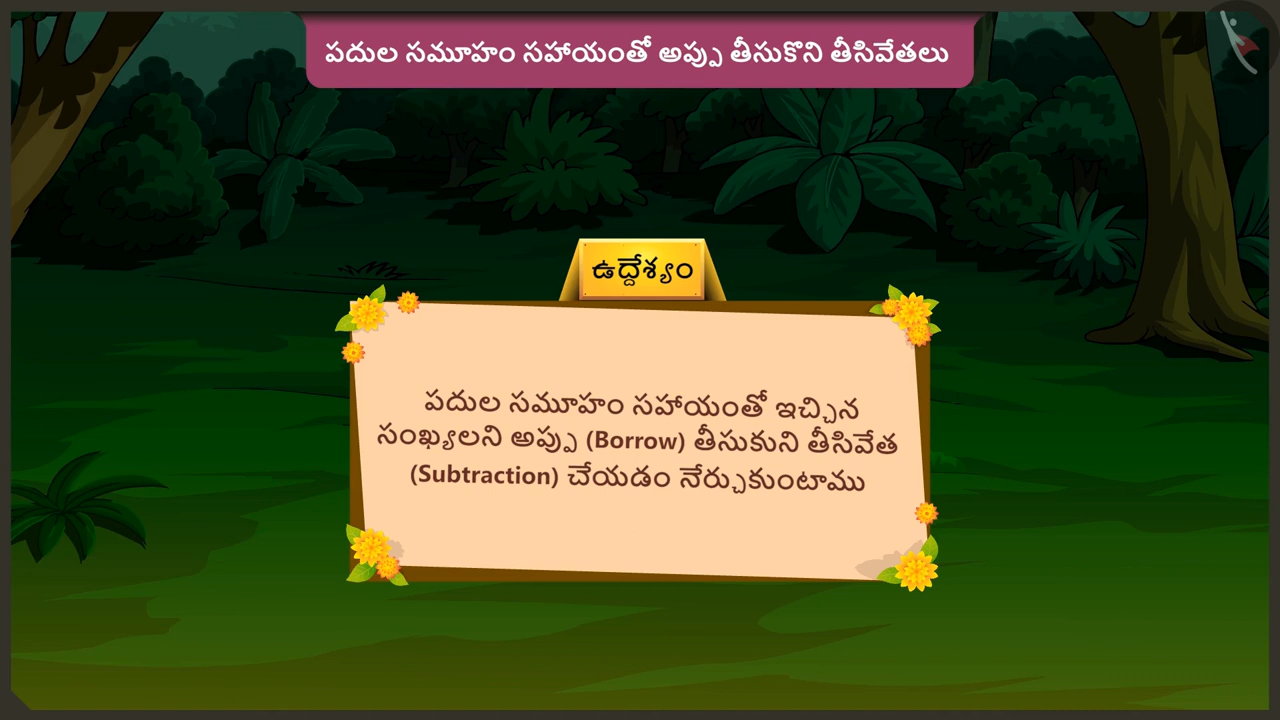 పదుల సమూహం సహాయంతో అప్పు తీసుకొని తీసివేతలు
ఉద్దేశ్యం
పదుల సమూహం సహాయంతో ఇచ్చిన
సంఖ్యలని అప్పు (Borrow) తీసుకుని తీసివేత
(Subtraction) చేయడం నేర్చుకుంటాము